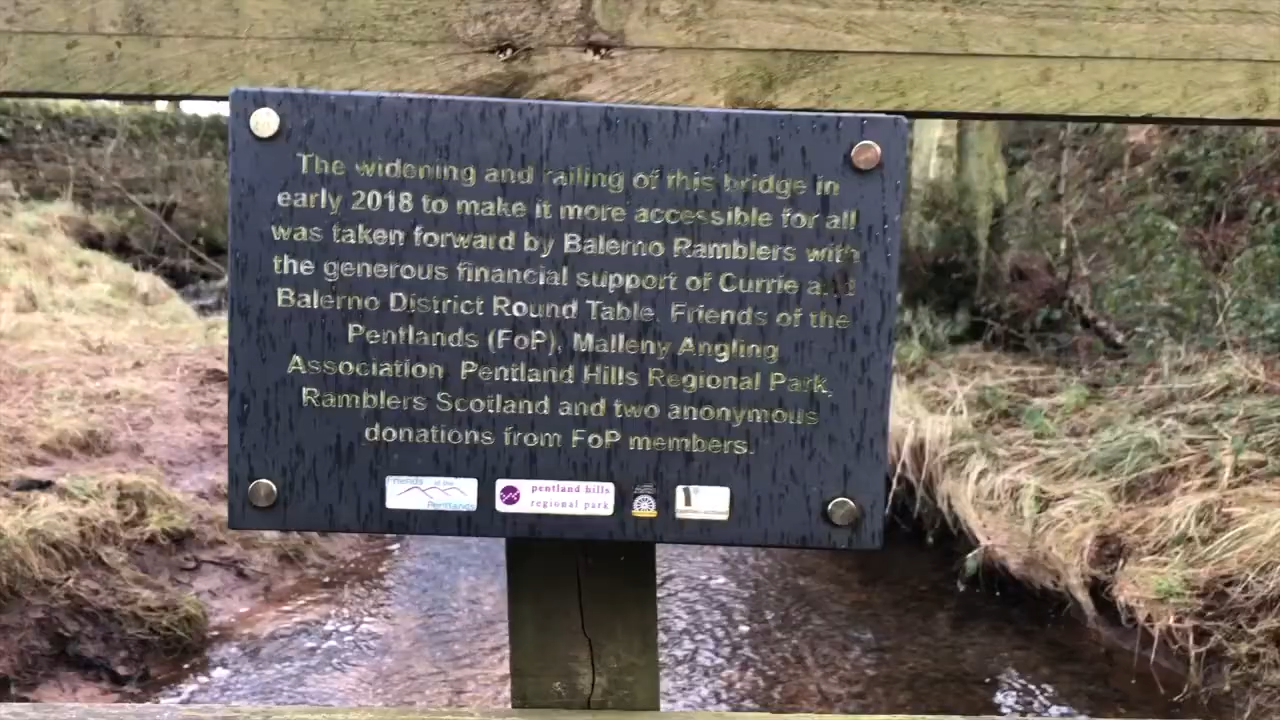 The widening and railing of this bridge in
early 2018 to make it more accessible for all
was taken forward by Balerno Ramblers with
the generous financial support of Currie and
Balerno District Round Table, Friends of the
Pentlands (FoP), Malleny Angling
Association, Pentland Hills Regional Park,
Ramblers Scotland and two anonymous
donations from FoP members.
Friends of the
Pentlands
pentland hills
regional park